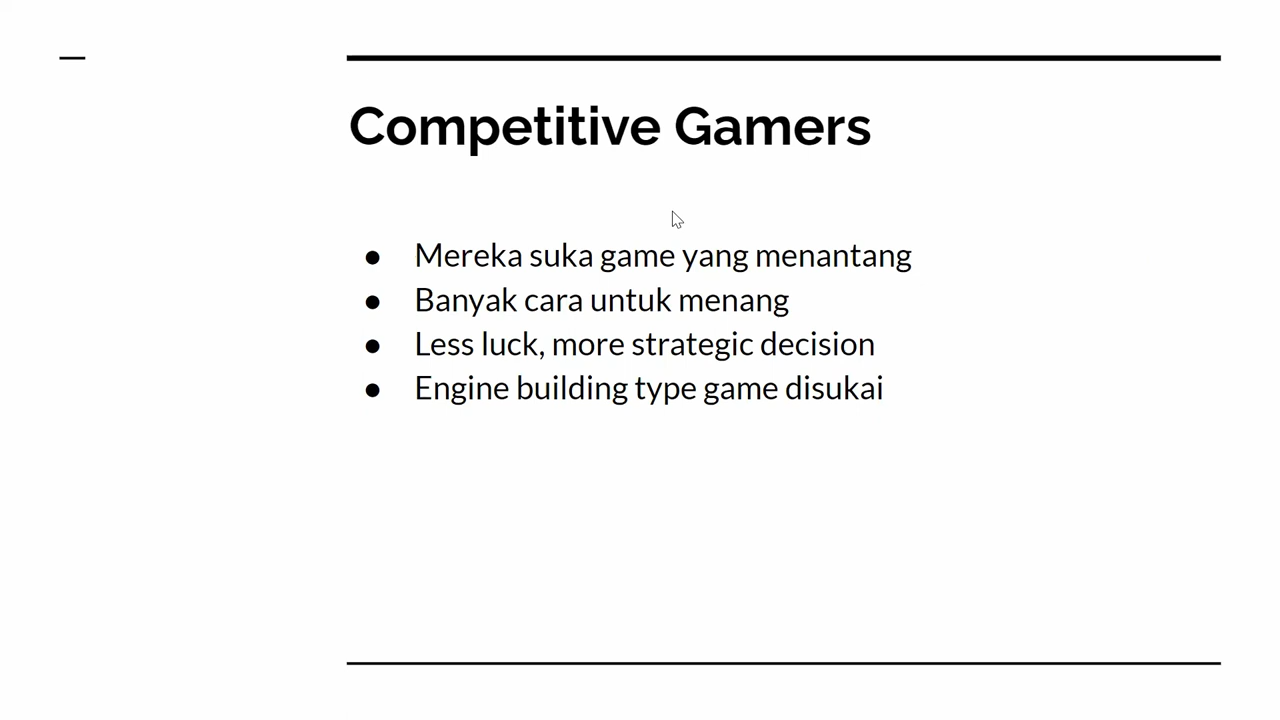 Competitive Gamers
● Mereka suka game yang menantang
● Banyak cara untuk menang
● Less luck, more strategic decision
● Engine building type game disukai